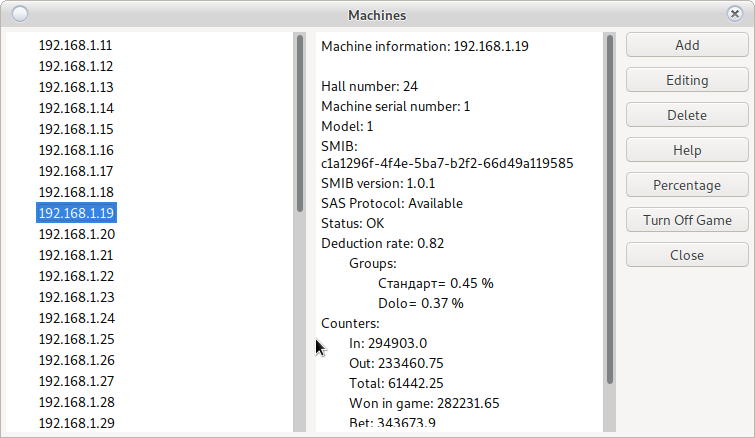 Machines
192.168.1.11
192.168.1.12
192.168.1.13
192.168.1.14
192.168.1.15
192.168.1.16
192.168.1.17
192.168.1.18
192.168.1.19
192.168.1.20
192.168.1.21
192.168.1.22
192.168.1.23
192.168.1.24
192.168.1.25
192.168.1.26
192.168.1.27
192.168.1.28
192.168.1.29
Machine information: 192.168.1.19
Hall number: 24
Machine serial number: 1
Model: 1
SMIB:
c1a1296f-4f4e-5ba7-b2f2-66d49a119585
SMIB version: 1.0.1
SAS Protocol: Available
Status: OK
Deduction rate: 0.82
Groups:
Стандарт= 0.45 %
Dolo= 0.37 %
Counters:
In: 294903.0
Out: 233460.75
Total: 61442.25
Won in game: 282231.65
Bet: 343673.9
Add
Editing
Delete
Help
Percentage
Turn Off Game
Close